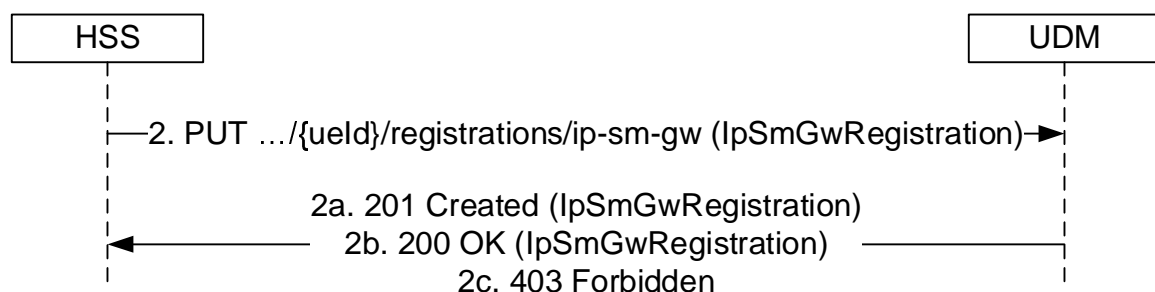 HSS
UDM
2. PUT …/{ueId}/registrations/ip-sm-gw (IpSmGwRegistration)
2a. 201 Created (IpSmGwRegistration)
2b. 200 OK (IpSmGwRegistration)
2c. 403 Forbidden